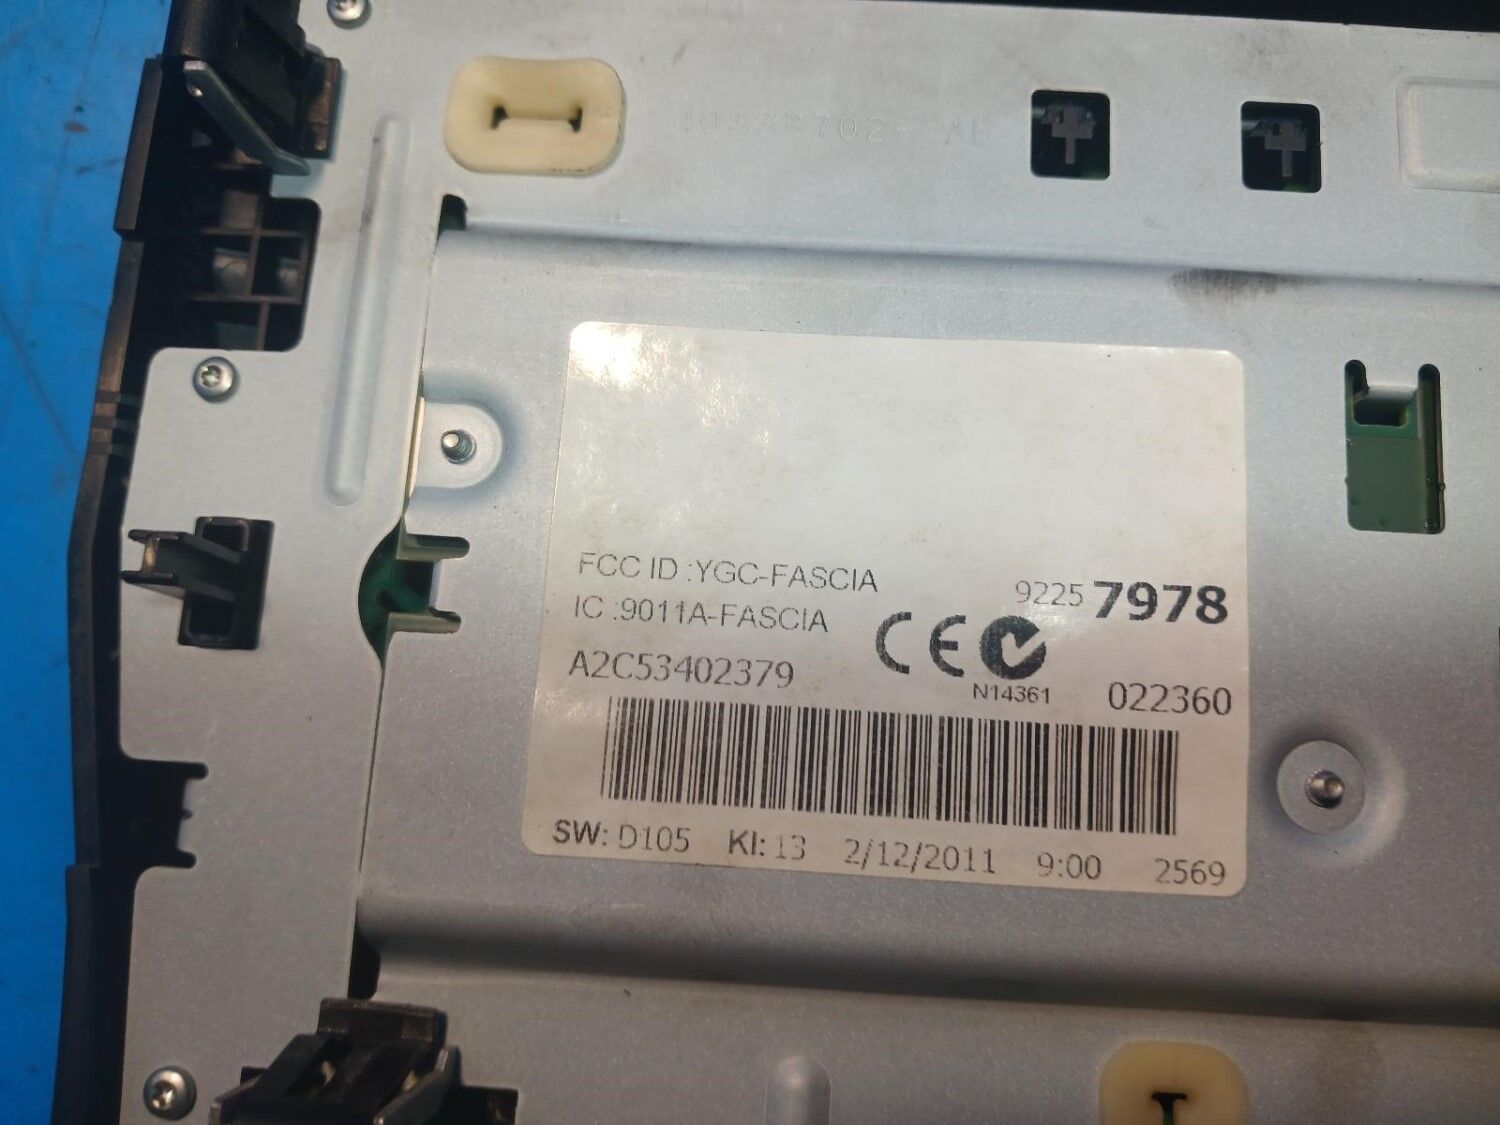 FCC ID :YGC-FASCIA
IC :9011A-FASCIA
9225 7978
A2C53402379
CE
N14361
022360
SW: D105 KI: 13 2/12/2011 9:00 2569